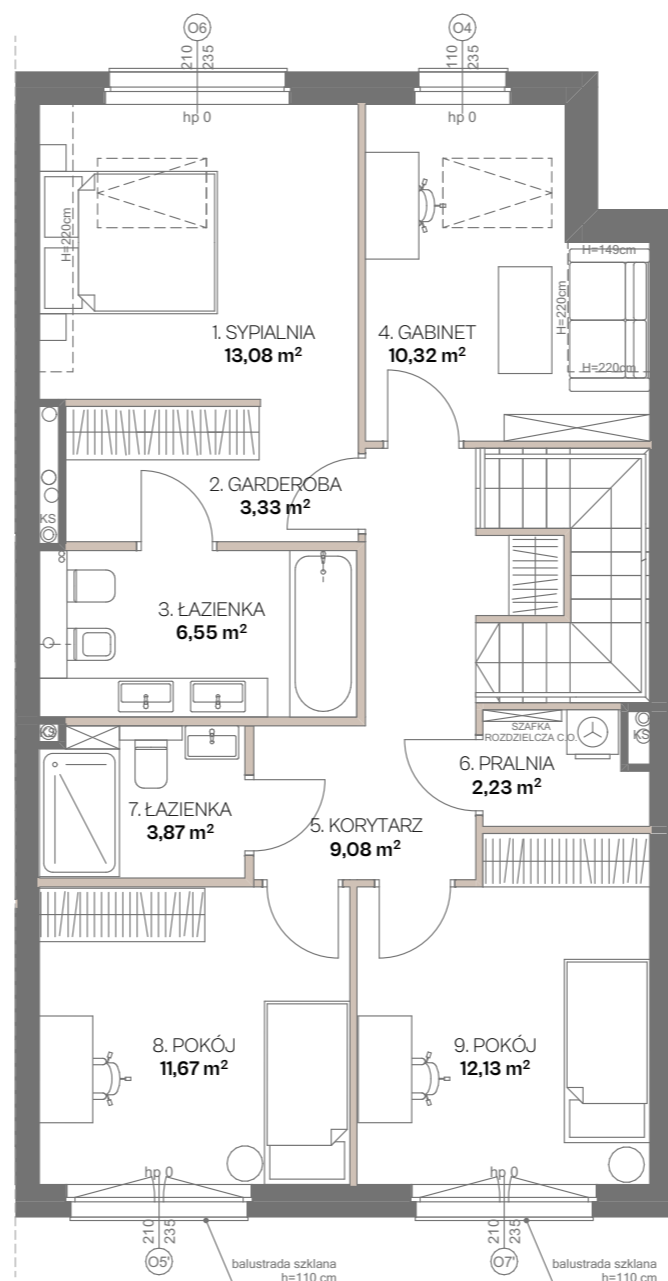 O6
O4
210
235
110
235
hp 0
hp 0
H=220cm
H=149cm
H=220cm
H=220cm
1. SYPIALNIA
13,08 m²
4. GABINET
10,32 m²
2. GARDEROBA
3,33 m²
KS
3. ŁAZIENKA
6,55 m²
KS
SZAFKA
ROZDZIELCZA C.O.
KS
6. PRALNIA
2,23 m²
7. ŁAZIENKA
3,87 m²
5. KORYTARZ
9,08 m²
8. POKÓJ
11,67 m²
9. POKÓJ
12,13 m²
hp 0
hp 0
210
235
210
235
O5'
O7'
balustrada szklana
h=110 cm
balustrada szklana
h=110 cm